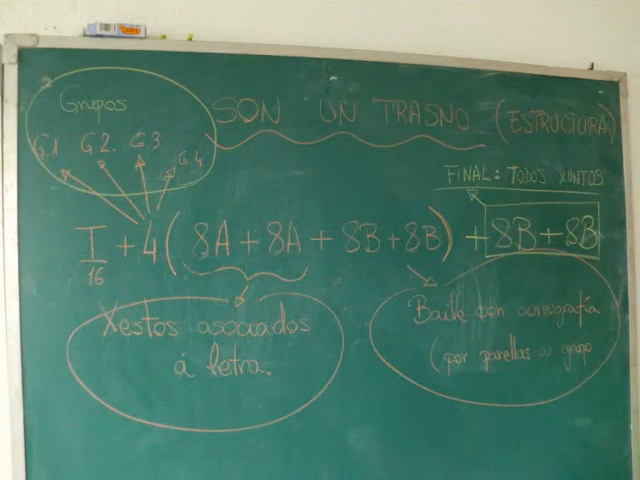 Grupos
G.1 G2. G3 G4
SON UN TRASNO (ESTRUCTURA)
FINAL: TODOS XUNTOS
I + 4 ( 8A + 8A + 8B + 8B ) + 8B + 8B
16
Xestos asociados
á letra.
Baile con coreografía
(por parellas ou grupo